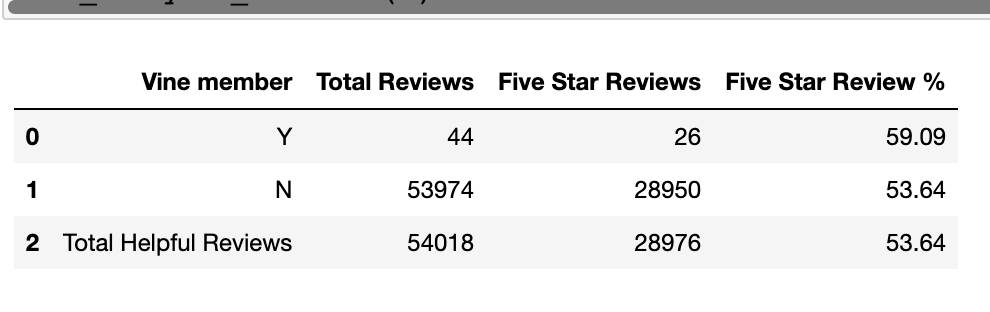 Vine member Total Reviews Five Star Reviews Five Star Review %
0 Y 44 26 59.09
1 N 53974 28950 53.64
2 Total Helpful Reviews 54018 28976 53.64